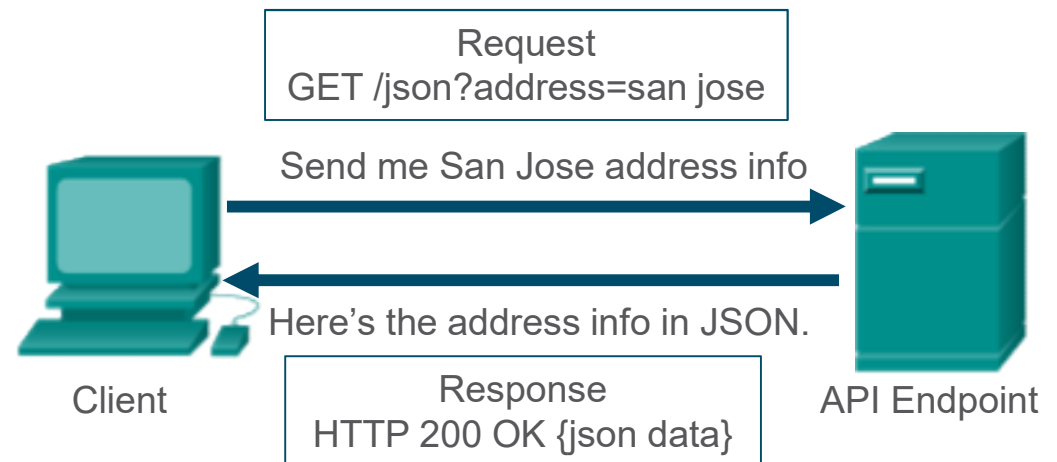 Request
GET /json?address=san jose
Send me San Jose address info
Here’s the address info in JSON.
Client
Response
HTTP 200 OK {json data}
API Endpoint